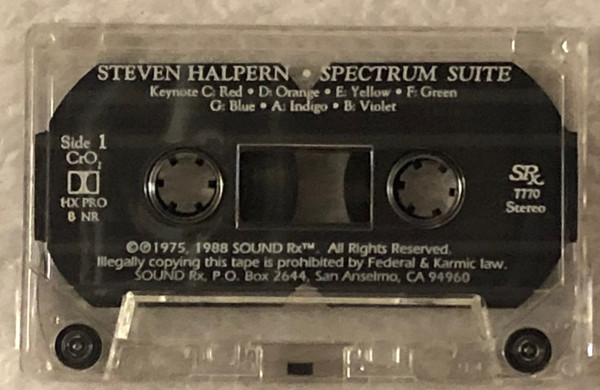 STEVEN HALPERN • SPECTRUM SUITE
Keynote C: Red • D: Orange • E: Yellow • F: Green
G: Blue • A: Indigo • B: Violet
Side 1
CrO₂
HX PRO
B NR
SRx
7770
Stereo
©℗1975, 1988 SOUND Rx™. All Rights Reserved.
Illegally copying this tape is prohibited by Federal & Karmic law.
SOUND Rx, P.O. Box 2644, San Anselmo, CA 94960